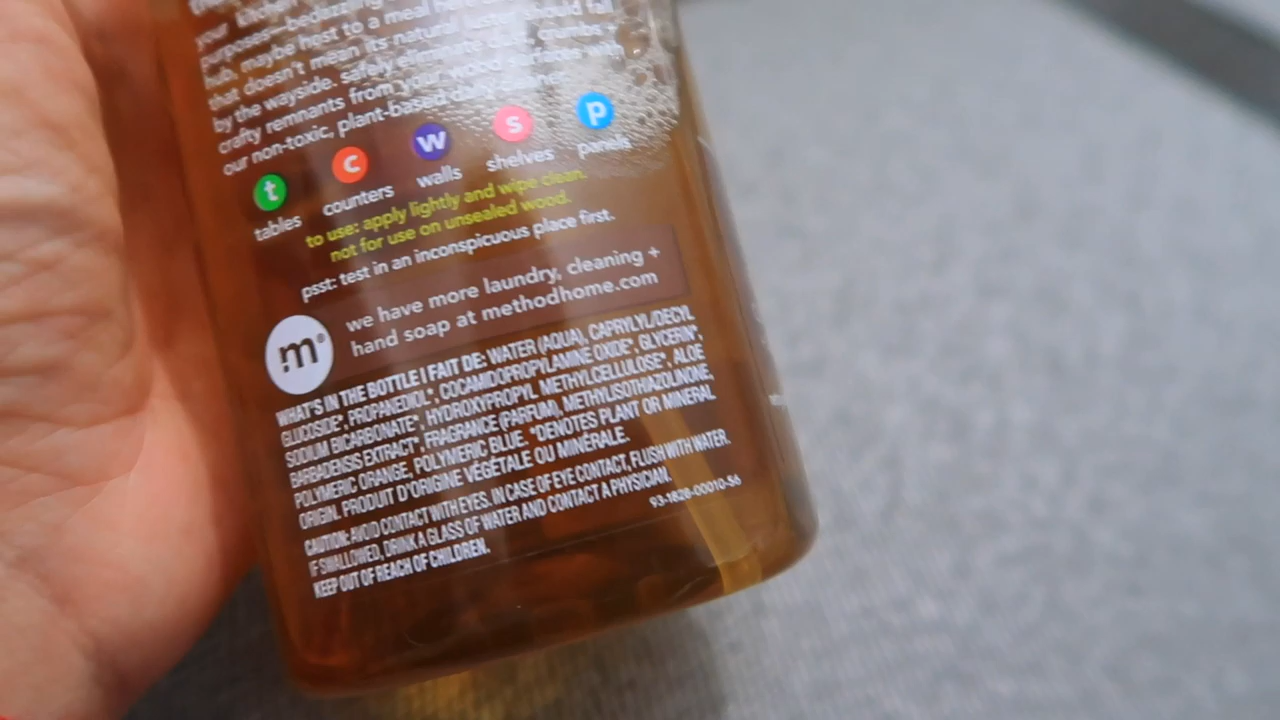 your
purposes—bedazzling
tub. maybe host to a meal
that doesn't mean its natural luster should fall
by the wayside. safely eliminate counter +
crafty remnants from your wood surfaces with
our non-toxic, plant-based daily
t c w s p
tables counters walls shelves panels
to use: apply lightly and wipe clean.
not for use on unsealed wood.
psst: test in an inconspicuous place first.
we have more laundry, cleaning +
hand soap at methodhome.com
m®
WHAT'S IN THE BOTTLE I FAIT DE: WATER (AQUA), CAPRYLYL/DECYL
GLUCOSIDE*, PROPANEDIOL*, COCAMIDOPROPYLAMINE OXIDE*, GLYCERIN*,
SODIUM BICARBONATE*, HYDROXYPROPYL METHYLCELLULOSE*, ALOE
BARBADENSIS EXTRACT*, FRAGRANCE (PARFUM), METHYLISOTHIAZOLINONE,
POLYMERIC ORANGE, POLYMERIC BLUE. *DENOTES PLANT OR MINERAL
ORIGIN. PRODUIT D'ORIGINE VÉGÉTALE OU MINÉRALE.
CAUTION: AVOID CONTACT WITH EYES. IN CASE OF EYE CONTACT, FLUSH WITH WATER.
IF SWALLOWED, DRINK A GLASS OF WATER AND CONTACT A PHYSICIAN.
KEEP OUT OF REACH OF CHILDREN.
93-1828-00010-56